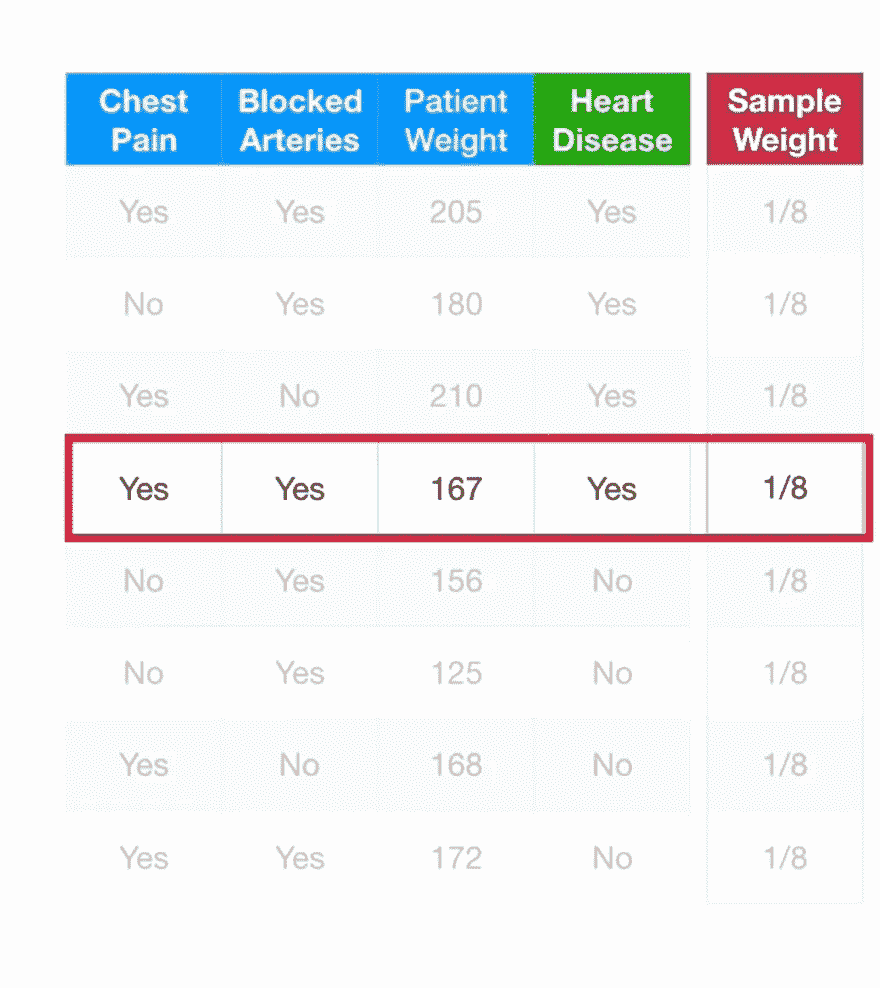 Chest Pain Blocked Arteries Patient Weight Heart Disease Sample Weight
Yes Yes 205 Yes 1/8
No Yes 180 Yes 1/8
Yes No 210 Yes 1/8
Yes Yes 167 Yes 1/8
No Yes 156 No 1/8
No Yes 125 No 1/8
Yes No 168 No 1/8
Yes Yes 172 No 1/8